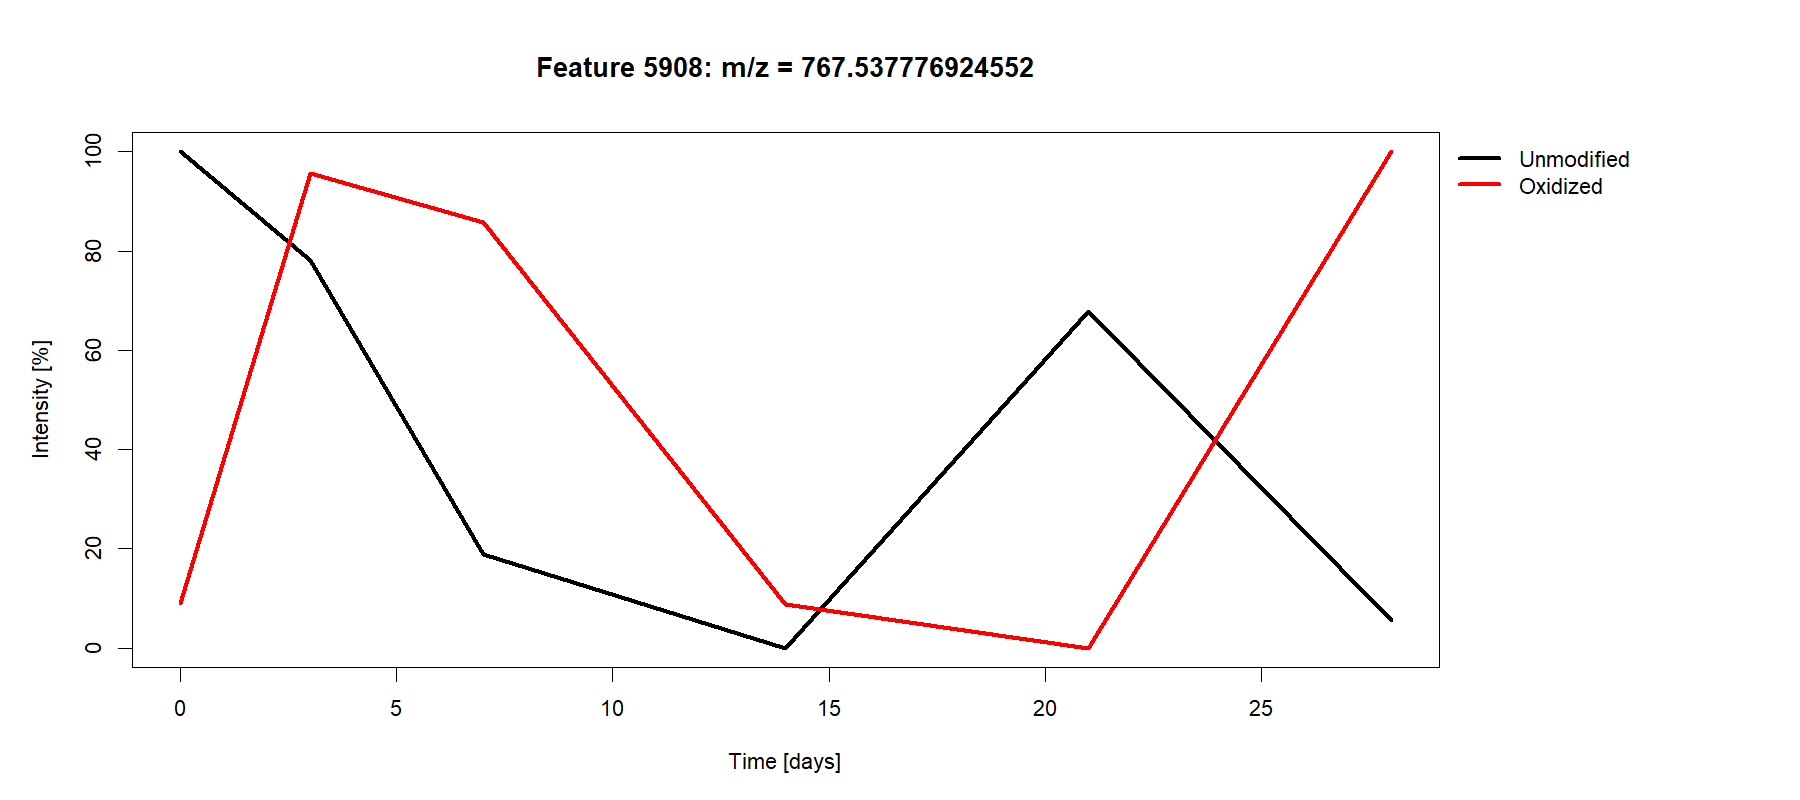 Feature 5908: m/z = 767.537776924552
Unmodified
Oxidized
Intensity [%]
100
80
60
40
20
0
0 5 10 15 20 25
Time [days]